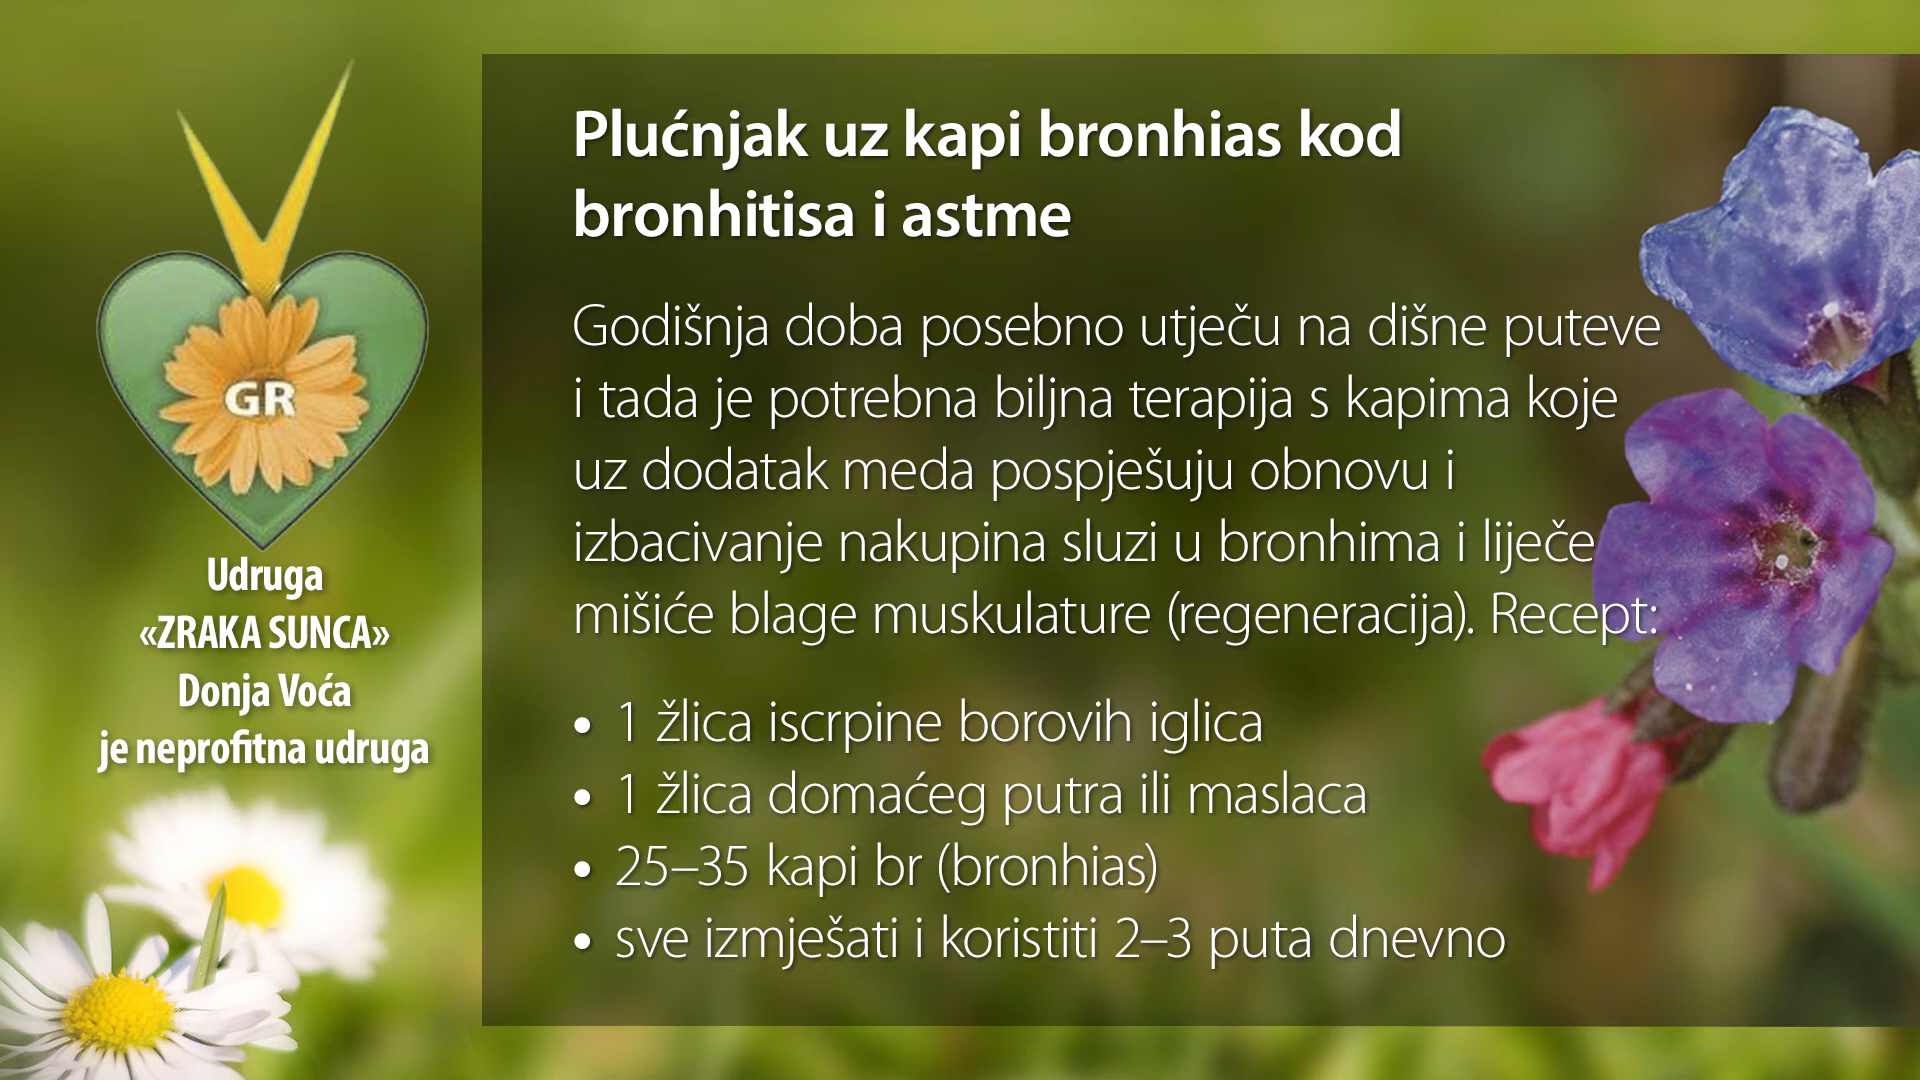 GR
Udruga
«ZRAKA SUNCA»
Donja Voća
je neprofitna udruga
Plućnjak uz kapi bronhias kod
bronhitisa i astme
Godišnja doba posebno utječu na dišne puteve
i tada je potrebna biljna terapija s kapima koje
uz dodatak meda pospješuju obnovu i
izbacivanje nakupina sluzi u bronhima i liječe
mišiće blage muskulature (regeneracija). Recept:
• 1 žlica iscrpine borovih iglica
• 1 žlica domaćeg putra ili maslaca
• 25–35 kapi br (bronhias)
• sve izmješati i koristiti 2–3 puta dnevno